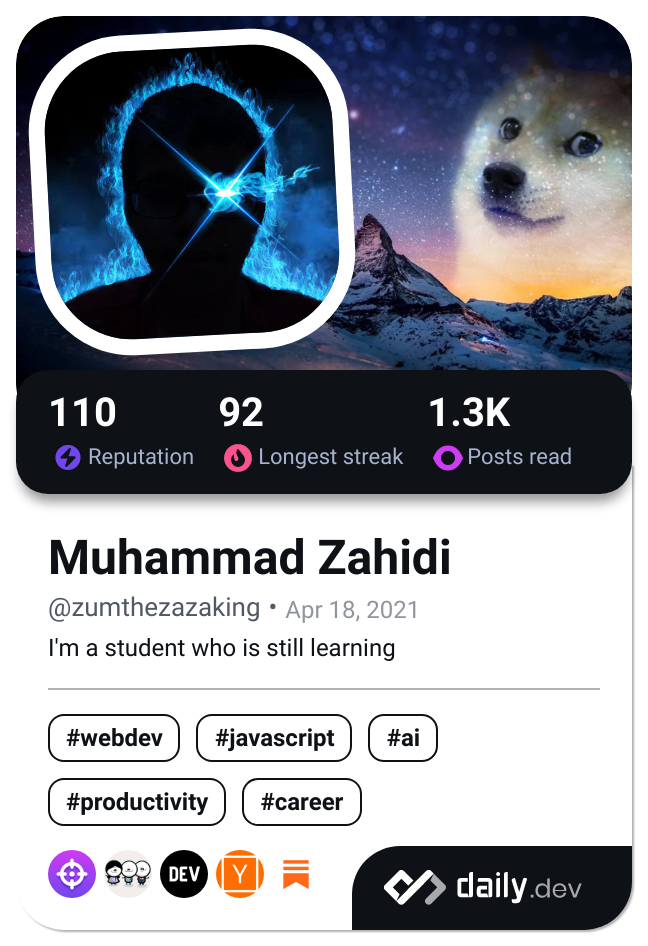 110 92 1.3K
Reputation Longest streak Posts read
Muhammad Zahidi
@zumthezazaking • Apr 18, 2021
I'm a student who is still learning
#webdev #javascript #ai
#productivity #career
DEV Y daily.dev